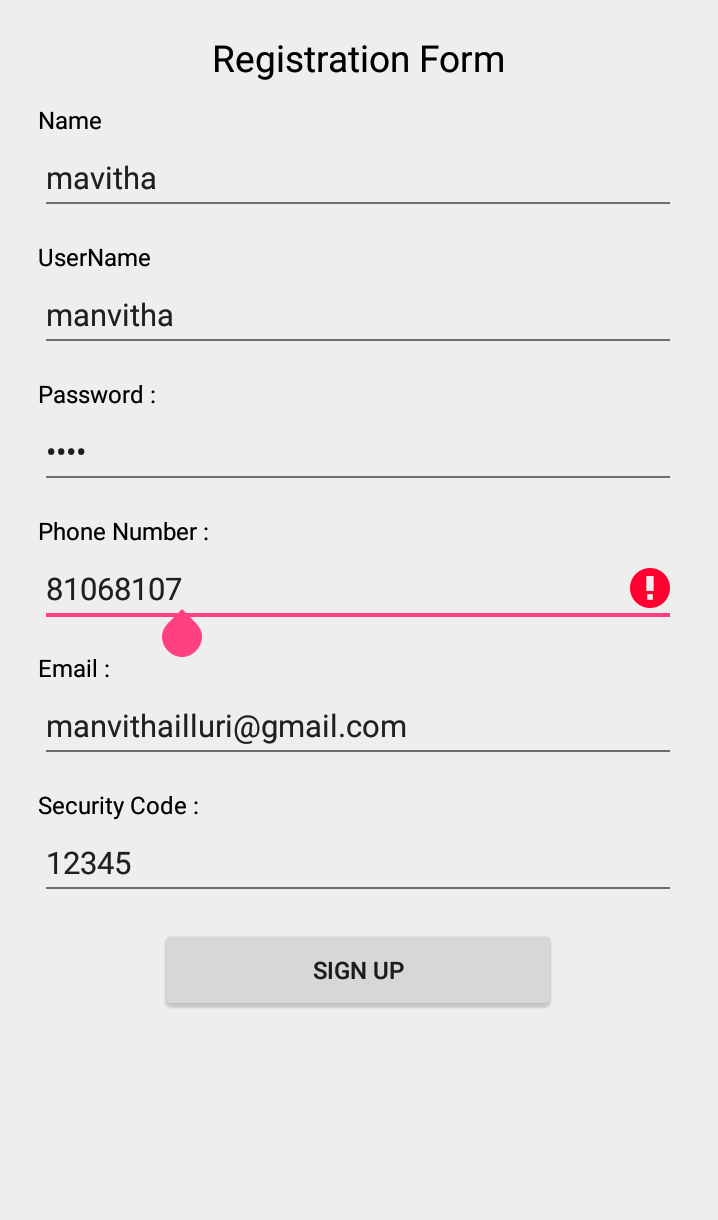 Registration Form
Name
mavitha
UserName
manvitha
Password :
••••
Phone Number :
81068107
Email :
manvithailluri@gmail.com
Security Code :
12345
SIGN UP